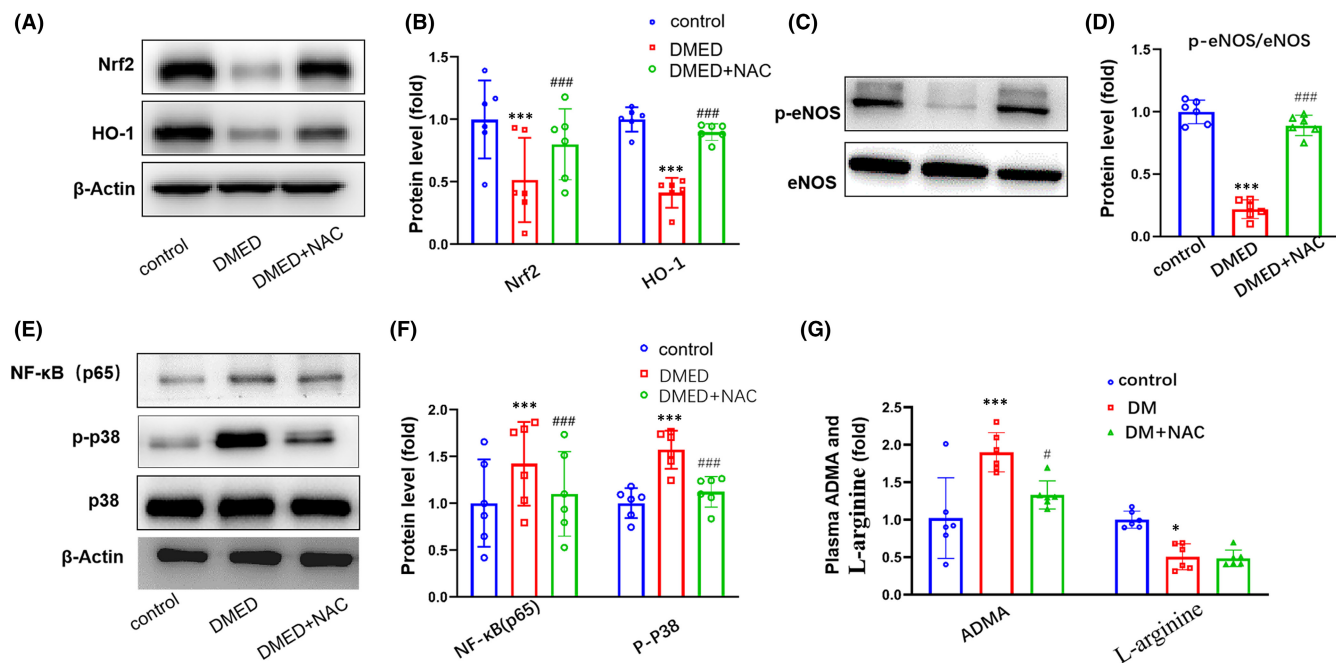 (A)
Nrf2
HO-1
β-Actin
control
DMED
DMED+NAC
(B)
control
DMED
DMED+NAC
Protein level (fold)
2.0
1.5
1.0
0.5
0.0
***
###
***
###
Nrf2
HO-1
(C)
p-eNOS
eNOS
(D)
p-eNOS/eNOS
Protein level (fold)
1.5
1.0
0.5
0.0
***
###
control
DMED
DMED+NAC
(E)
NF-κB (p65)
p-p38
p38
β-Actin
control
DMED
DMED+NAC
(F)
control
DMED
DMED+NAC
Protein level (fold)
2.0
1.5
1.0
0.5
0.0
***
###
***
###
NF-κB(p65)
P-P38
(G)
control
DM
DM+NAC
Plasma ADMA and
L-arginine (fold)
2.5
2.0
1.5
1.0
0.5
0.0
***
#
*
ADMA
L-arginine